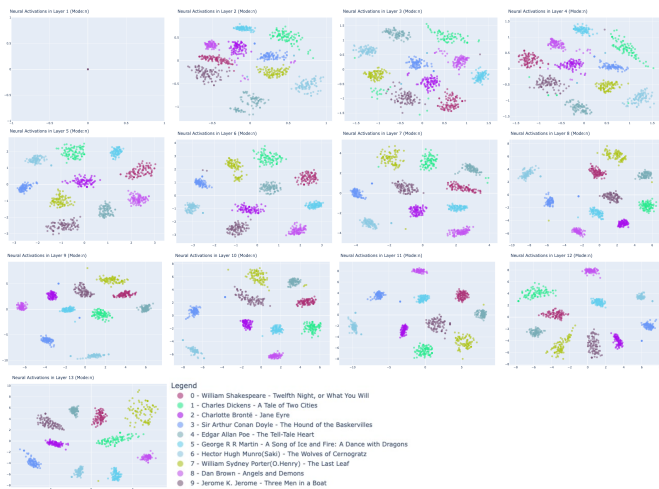 Neural Activations in Layer 1 (Mode:n)
Neural Activations in Layer 2 (Mode:n)
Neural Activations in Layer 3 (Mode:n)
Neural Activations in Layer 4 (Mode:n)
Neural Activations in Layer 5 (Mode:n)
Neural Activations in Layer 6 (Mode:n)
Neural Activations in Layer 7 (Mode:n)
Neural Activations in Layer 8 (Mode:n)
Neural Activations in Layer 9 (Mode:n)
Neural Activations in Layer 10 (Mode:n)
Neural Activations in Layer 11 (Mode:n)
Neural Activations in Layer 12 (Mode:n)
Neural Activations in Layer 13 (Mode:n)
Legend
0 - William Shakespeare - Twelfth Night, or What You Will
1 - Charles Dickens - A Tale of Two Cities
2 - Charlotte Brontë - Jane Eyre
3 - Sir Arthur Conan Doyle - The Hound of the Baskervilles
4 - Edgar Allan Poe - The Tell-Tale Heart
5 - George R R Martin - A Song of Ice and Fire: A Dance with Dragons
6 - Hector Hugh Munro(Saki) - The Wolves of Cernogratz
7 - William Sydney Porter(O.Henry) - The Last Leaf
8 - Dan Brown - Angels and Demons
9 - Jerome K. Jerome - Three Men in a Boat